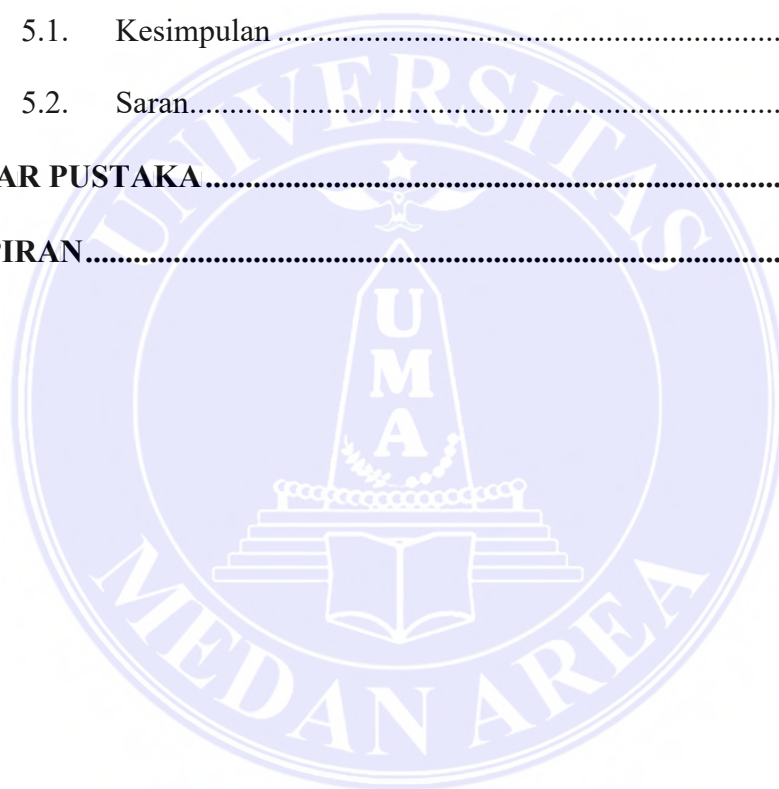 5.1. Kesimpulan ............................................................
5.2. Saran.......................................................................
AR PUSTAKA.......................................................................
PIRAN......................................................................................
UNIVERSITAS
UMA
MEDAN AREA